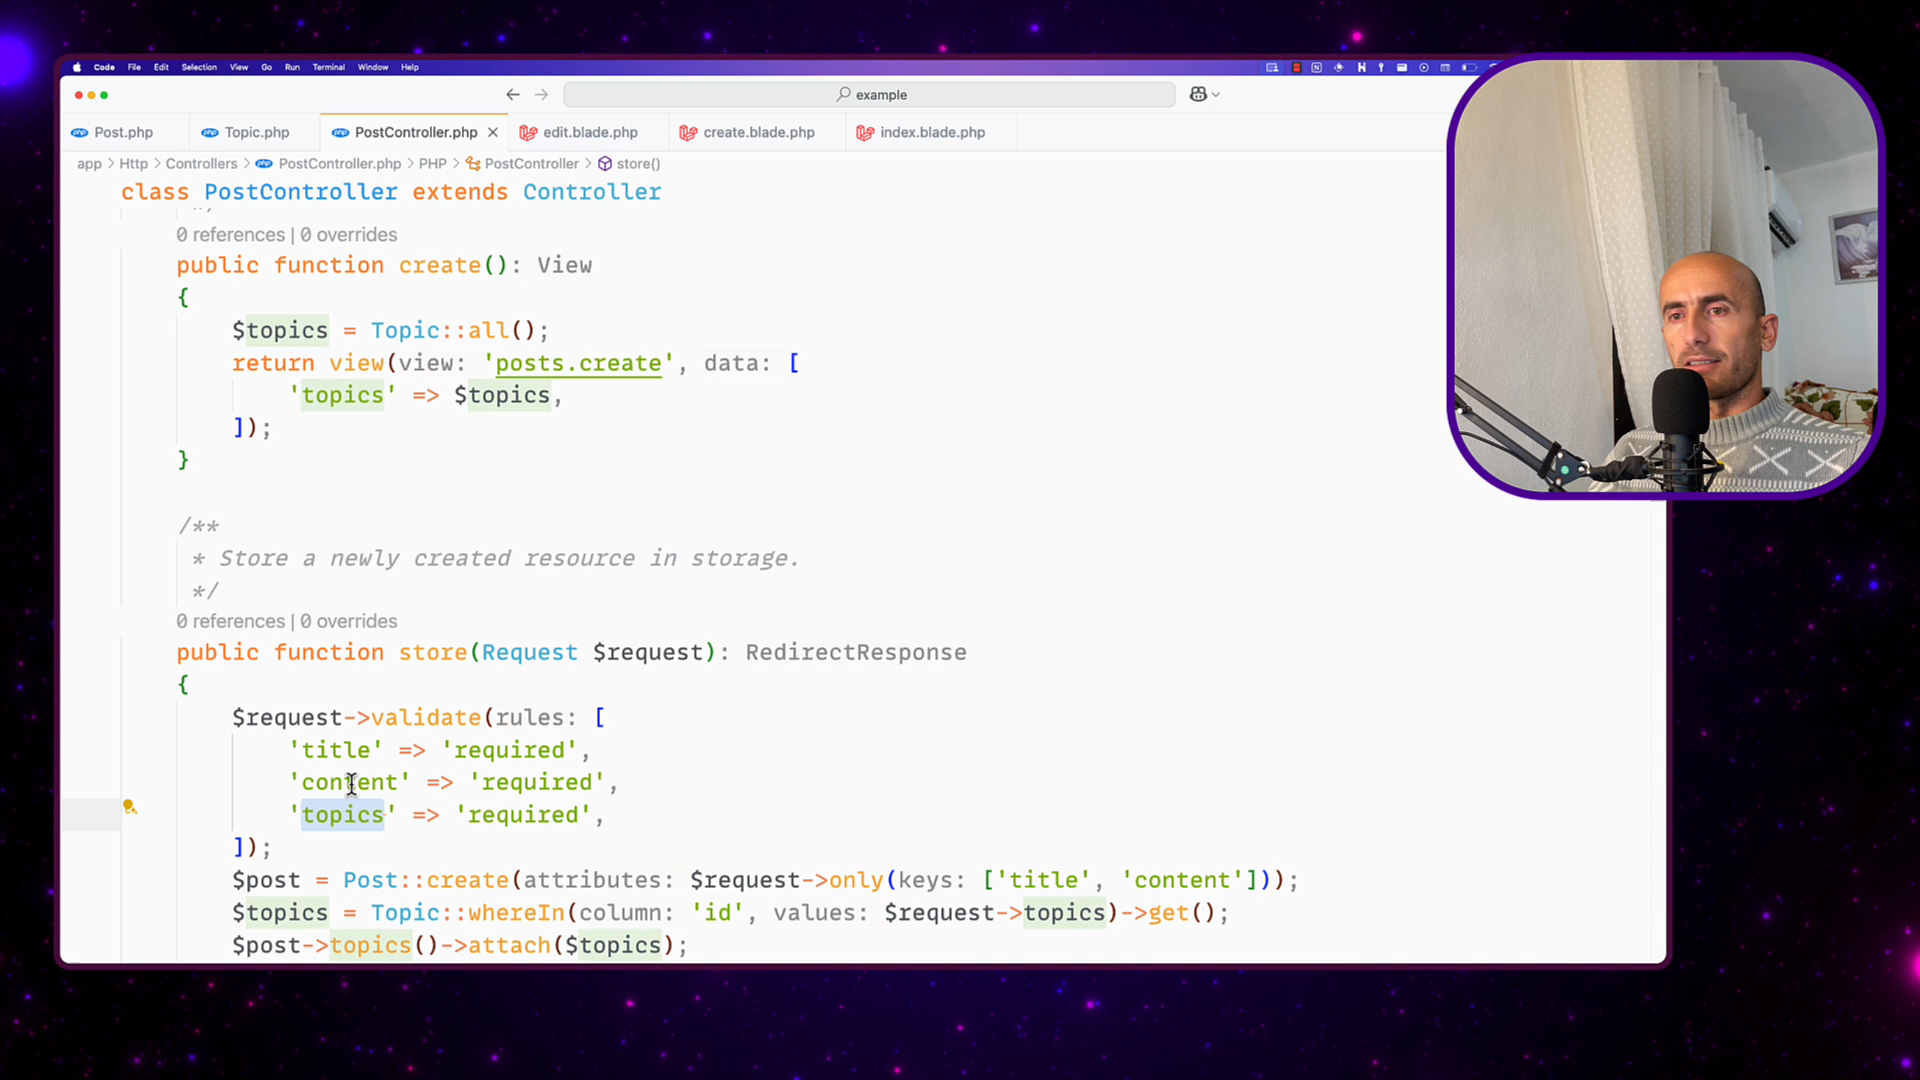 Code File Edit Selection View Go Run Terminal Window Help
example
Post.php Topic.php PostController.php edit.blade.php create.blade.php index.blade.php
app > Http > Controllers > PostController.php > PHP > PostController > store()
class PostController extends Controller
0 references | 0 overrides
public function create(): View
{
$topics = Topic::all();
return view(view: 'posts.create', data: [
'topics' => $topics,
]);
}
/**
* Store a newly created resource in storage.
*/
0 references | 0 overrides
public function store(Request $request): RedirectResponse
{
$request->validate(rules: [
'title' => 'required',
'content' => 'required',
'topics' => 'required',
]);
$post = Post::create(attributes: $request->only(keys: ['title', 'content']));
$topics = Topic::whereIn(column: 'id', values: $request->topics)->get();
$post->topics()->attach($topics);